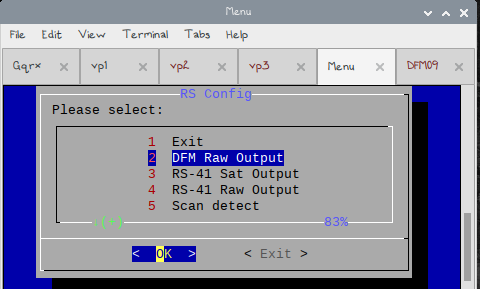 Menu
File Edit View Terminal Tabs Help
Gqrx vp1 vp2 vp3 Menu DFM09
RS Config
Please select:
1 Exit
2 DFM Raw Output
3 RS-41 Sat Output
4 RS-41 Raw Output
5 Scan detect
↓(+) 83%
< OK > < Exit >